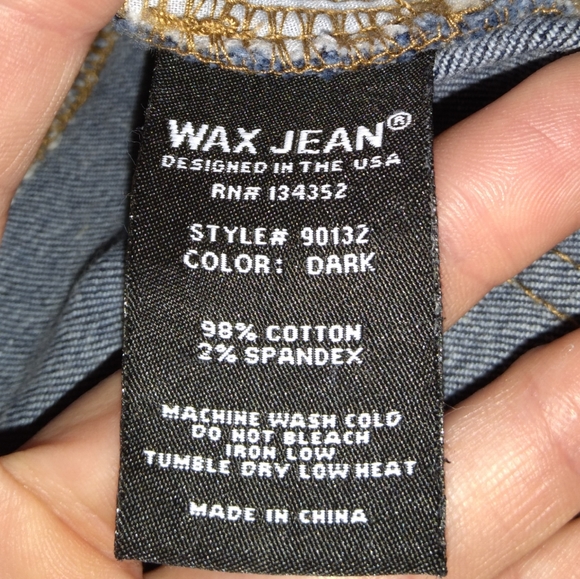 WAX JEAN®
DESIGNED IN THE USA
RN# 134352
STYLE# 90132
COLOR: DARK
98% COTTON
2% SPANDEX
MACHINE WASH COLD
DO NOT BLEACH
IRON LOW
TUMBLE DRY LOW HEAT
MADE IN CHINA